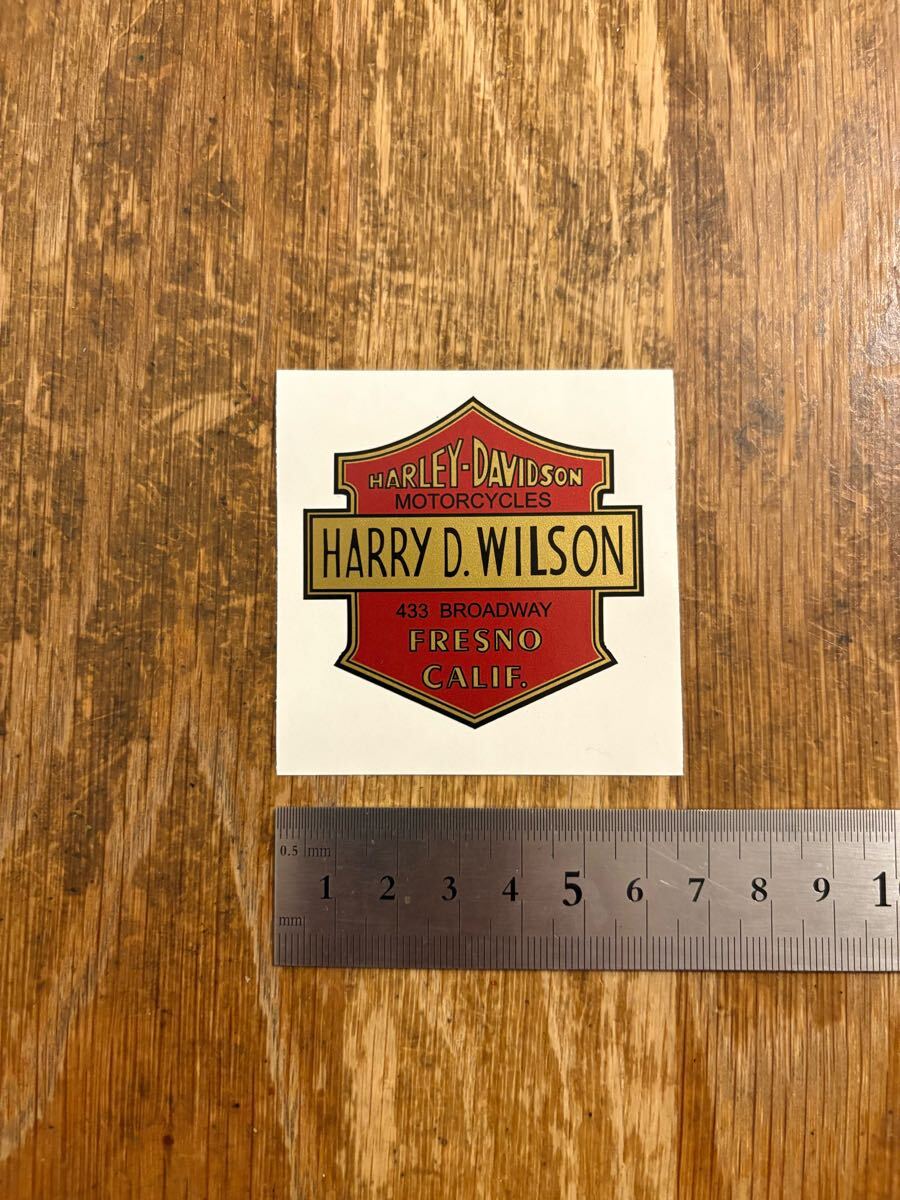 HARLEY-DAVIDSON
MOTORCYCLES
HARRY D. WILSON
433 BROADWAY
FRESNO
CALIF.
0.5 mm
1 2 3 4 5 6 7 8 9 1
mm